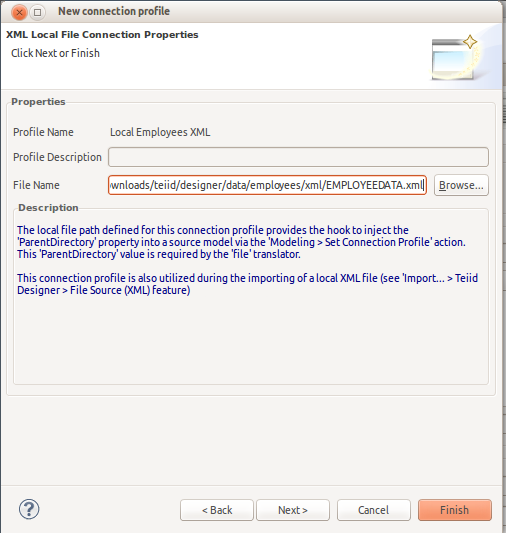 New connection profile
XML Local File Connection Properties
Click Next or Finish
Properties
Profile Name Local Employees XML
Profile Description
File Name wnloads/teiid/designer/data/employees/xml/EMPLOYEEDATA.xml Browse...
Description
The local file path defined for this connection profile provides the hook to inject the
'ParentDirectory' property into a source model via the 'Modeling > Set Connection Profile' action.
This 'ParentDirectory' value is required by the 'file' translator.
This connection profile is also utilized during the importing of a local XML file (see 'Import... > Teiid
Designer > File Source (XML) feature)
? < Back Next > Cancel Finish